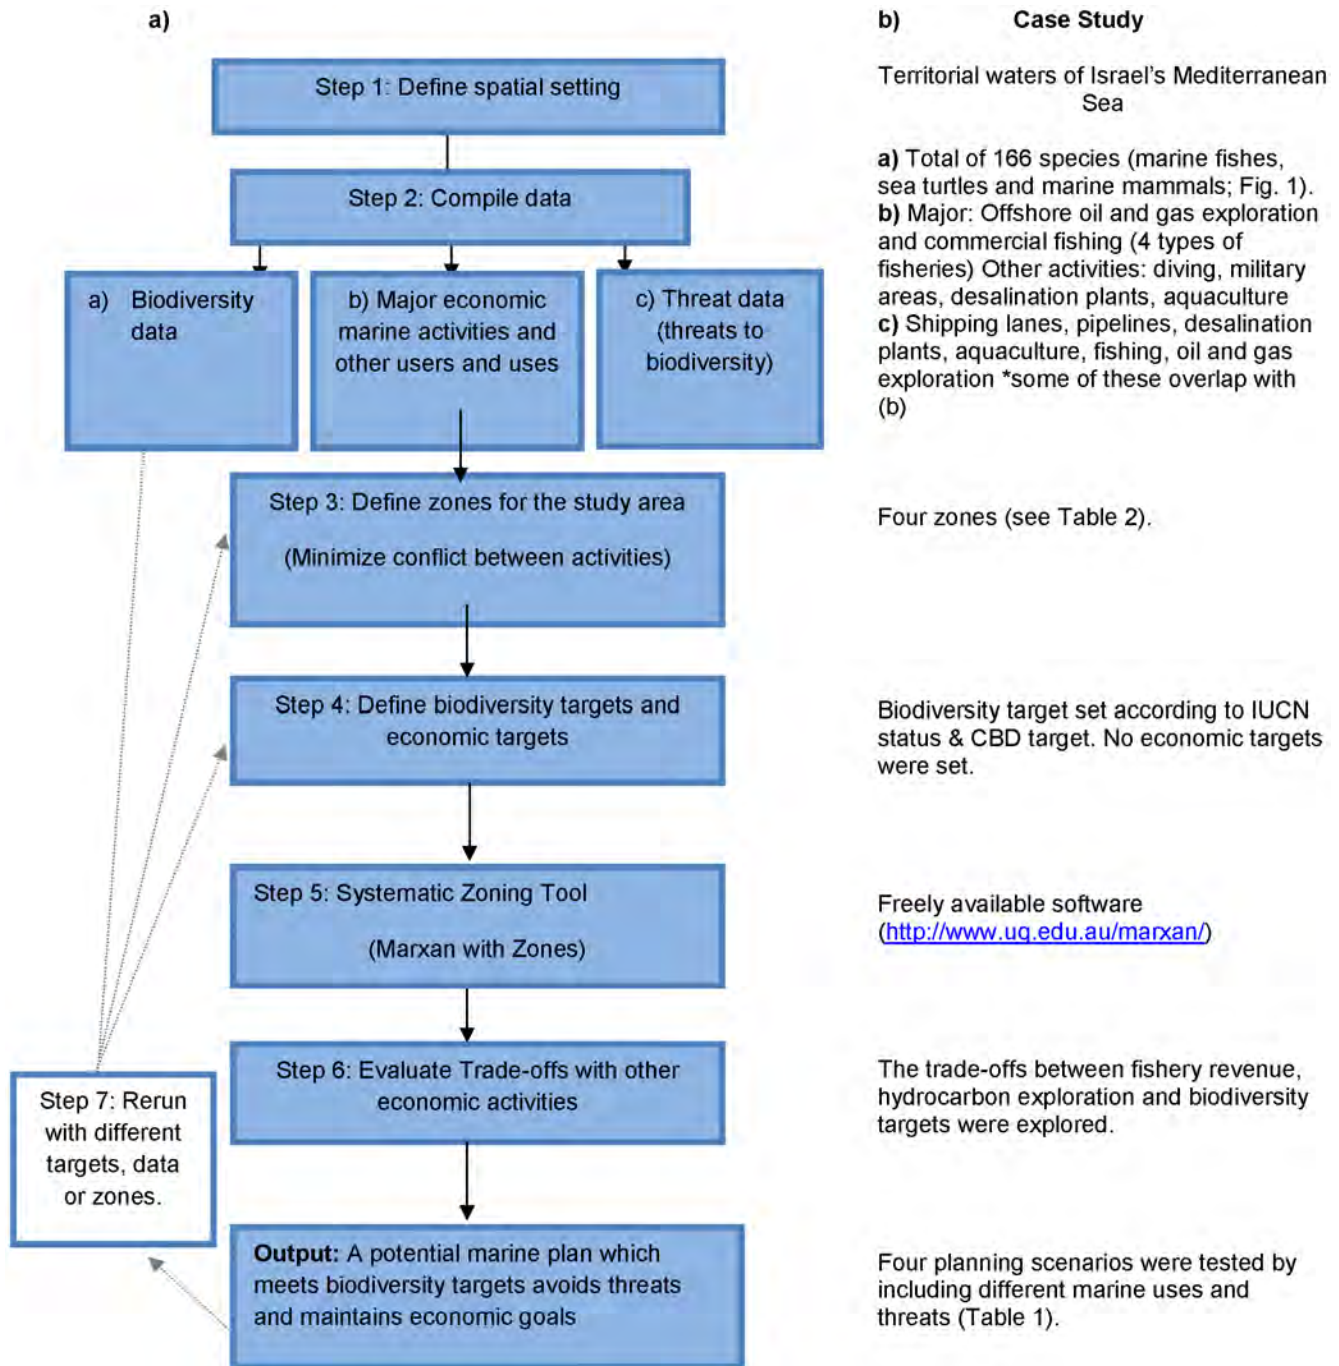 a)
Step 1: Define spatial setting
Step 2: Compile data
a) Biodiversity
data
b) Major economic
marine activities and
other users and uses
c) Threat data
(threats to
biodiversity)
Step 3: Define zones for the study area
(Minimize conflict between activities)
Step 4: Define biodiversity targets and
economic targets
Step 5: Systematic Zoning Tool
(Marxan with Zones)
Step 6: Evaluate Trade-offs with other
economic activities
Step 7: Rerun
with different
targets, data
or zones.
Output: A potential marine plan which
meets biodiversity targets avoids threats
and maintains economic goals
b) Case Study
Territorial waters of Israel's Mediterranean
Sea
a) Total of 166 species (marine fishes,
sea turtles and marine mammals; Fig. 1).
b) Major: Offshore oil and gas exploration
and commercial fishing (4 types of
fisheries) Other activities: diving, military
areas, desalination plants, aquaculture
c) Shipping lanes, pipelines, desalination
plants, aquaculture, fishing, oil and gas
exploration *some of these overlap with
(b)
Four zones (see Table 2).
Biodiversity target set according to IUCN
status & CBD target. No economic targets
were set.
Freely available software
(http://www.uq.edu.au/marxan/)
The trade-offs between fishery revenue,
hydrocarbon exploration and biodiversity
targets were explored.
Four planning scenarios were tested by
including different marine uses and
threats (Table 1).